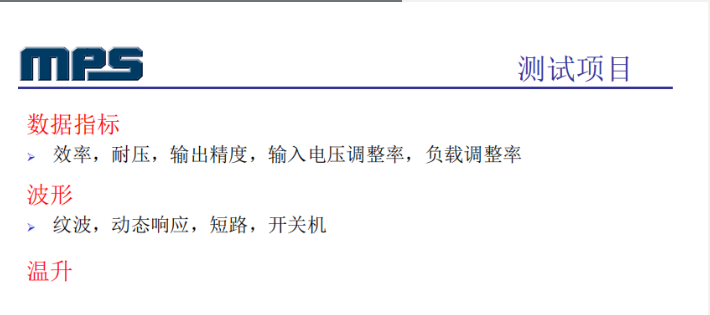 mps
测试项目
数据指标
➢ 效率，耐压，输出精度，输入电压调整率，负载调整率
波形
➢ 纹波，动态响应，短路，开关机
温升